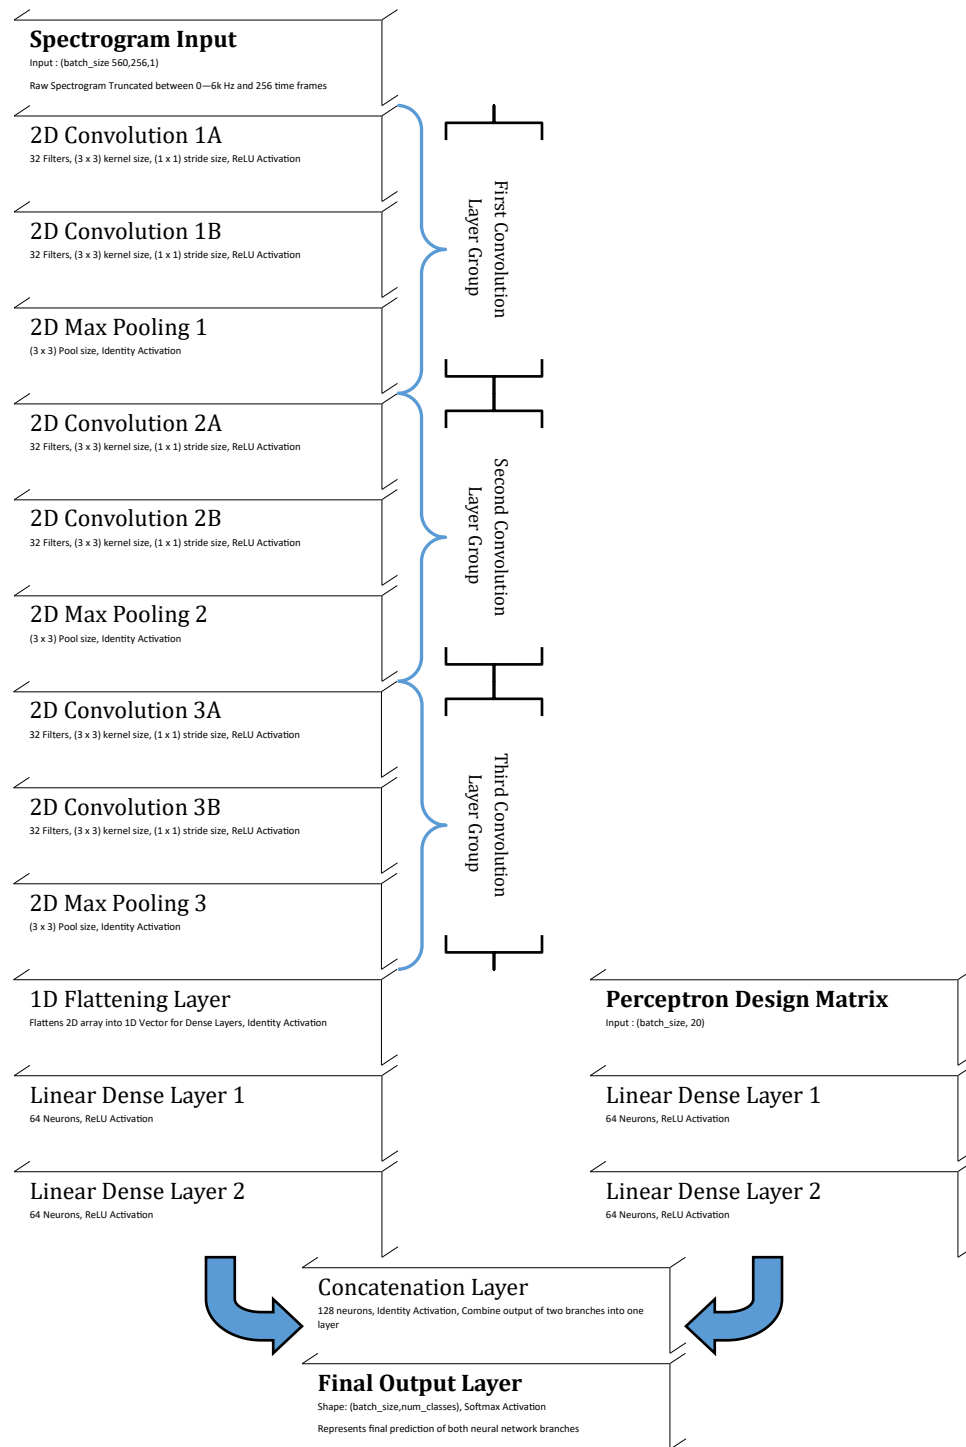 Spectrogram Input
Input : (batch_size 560,256,1)
Raw Spectrogram Truncated between 0—6k Hz and 256 time frames
2D Convolution 1A
32 Filters, (3 x 3) kernel size, (1 x 1) stride size, ReLU Activation
2D Convolution 1B
32 Filters, (3 x 3) kernel size, (1 x 1) stride size, ReLU Activation
2D Max Pooling 1
(3 x 3) Pool size, Identity Activation
First Convolution
Layer Group
2D Convolution 2A
32 Filters, (3 x 3) kernel size, (1 x 1) stride size, ReLU Activation
2D Convolution 2B
32 Filters, (3 x 3) kernel size, (1 x 1) stride size, ReLU Activation
2D Max Pooling 2
(3 x 3) Pool size, Identity Activation
Second Convolution
Layer Group
2D Convolution 3A
32 Filters, (3 x 3) kernel size, (1 x 1) stride size, ReLU Activation
2D Convolution 3B
32 Filters, (3 x 3) kernel size, (1 x 1) stride size, ReLU Activation
2D Max Pooling 3
(3 x 3) Pool size, Identity Activation
Third Convolution
Layer Group
1D Flattening Layer
Flattens 2D array into 1D Vector for Dense Layers, Identity Activation
Linear Dense Layer 1
64 Neurons, ReLU Activation
Linear Dense Layer 2
64 Neurons, ReLU Activation
Perceptron Design Matrix
Input : (batch_size, 20)
Linear Dense Layer 1
64 Neurons, ReLU Activation
Linear Dense Layer 2
64 Neurons, ReLU Activation
Concatenation Layer
128 neurons, Identity Activation, Combine output of two branches into one
layer
Final Output Layer
Shape: (batch_size,num_classes), Softmax Activation
Represents final prediction of both neural network branches